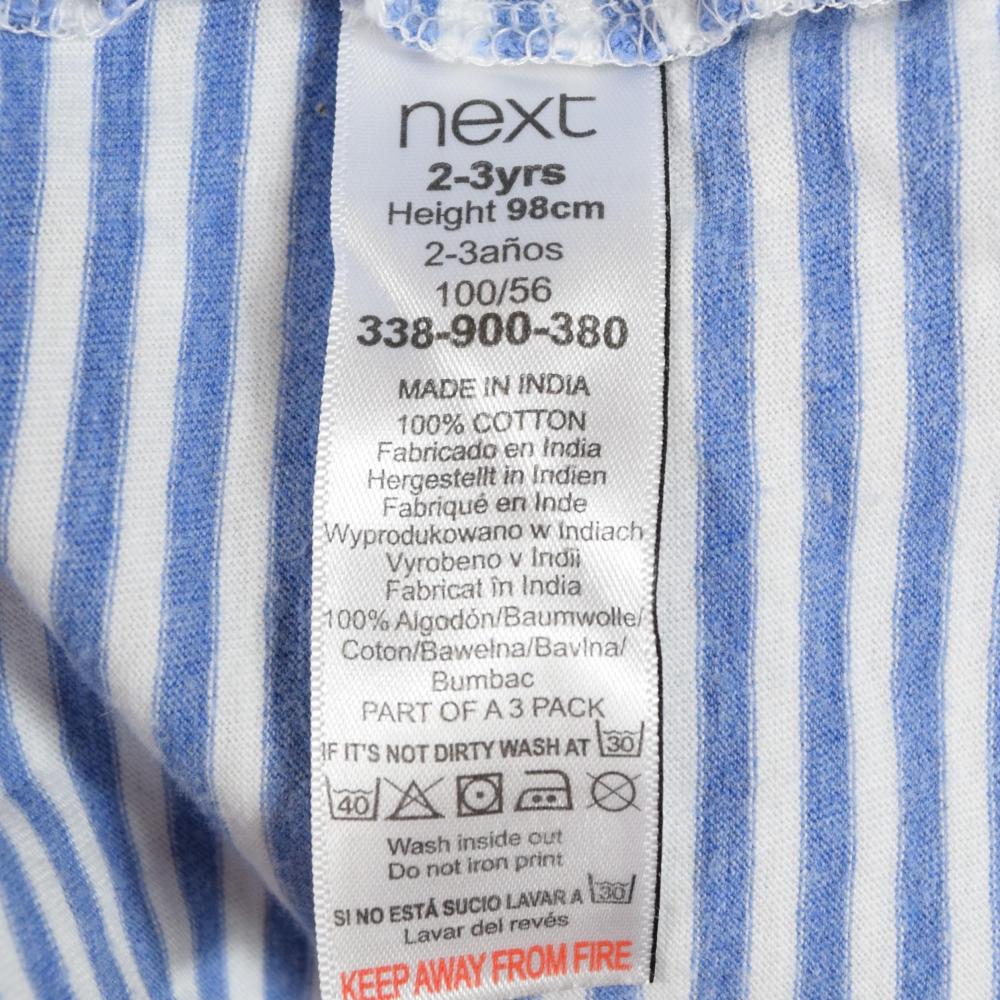 next
2-3yrs
Height 98cm
2-3años
100/56
338-900-380
MADE IN INDIA
100% COTTON
Fabricado en India
Hergestellt in Indien
Fabriqué en Inde
Wyprodukowano w Indiach
Vyrobeno v Indii
Fabricat în India
100% Algodón/Baumwolle/
Coton/Bawełna/Bavlna/
Bumbac
PART OF A 3 PACK
IF IT'S NOT DIRTY WASH AT 30
40
Wash inside out
Do not iron print
SI NO ESTÁ SUCIO LAVAR A 30
Lavar del revés
KEEP AWAY FROM FIRE